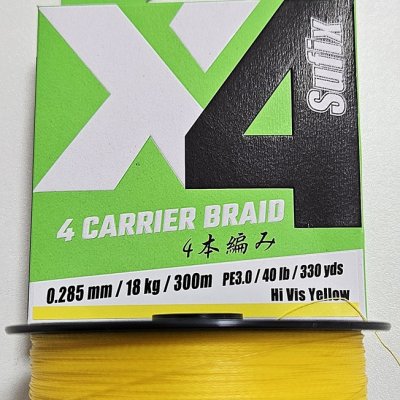 X4
sufix
4 CARRIER BRAID
4本編み
0.285 mm / 18 kg / 300m PE3.0 / 40 lb / 330 yds
Hi Vis Yellow